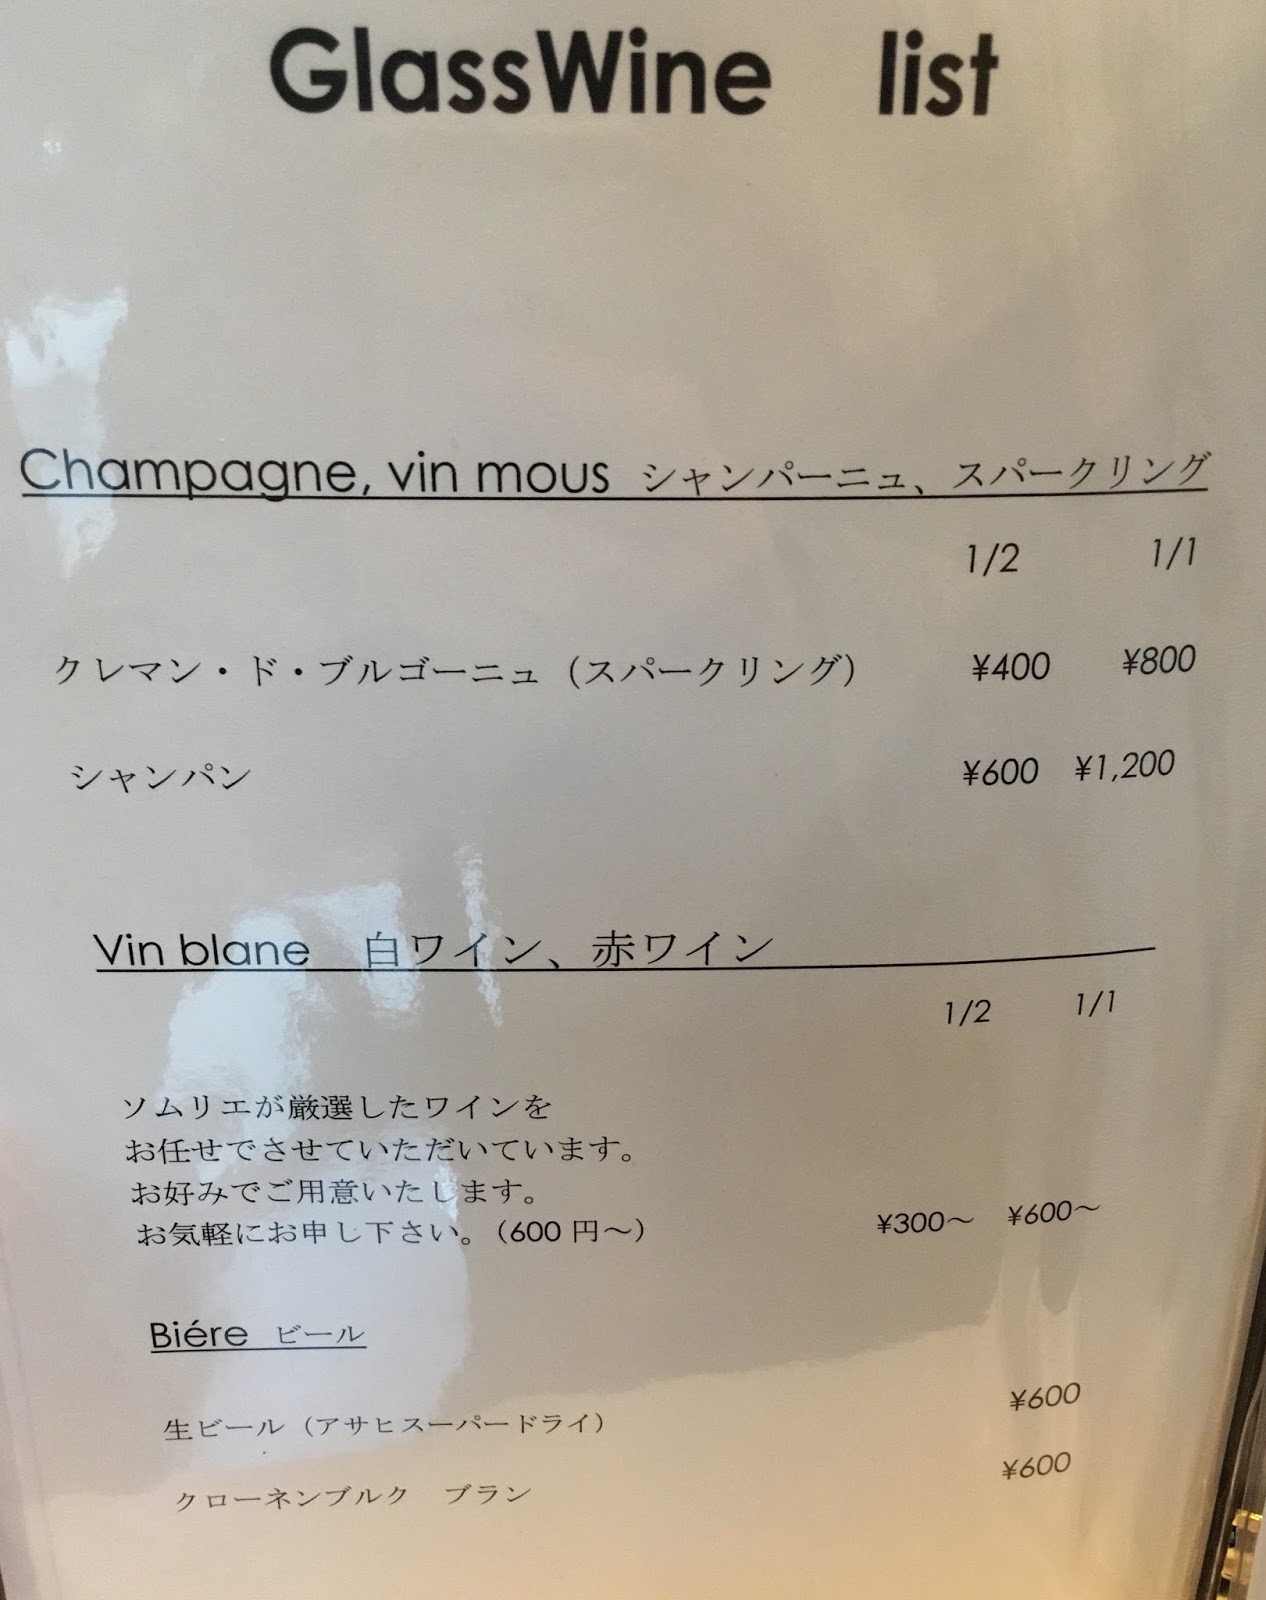 GlassWine list
Champagne, vin mous シャンパーニュ、スパークリング
1/2 1/1
クレマン・ド・ブルゴーニュ（スパークリング） ¥400 ¥800
シャンパン ¥600 ¥1,200
Vin blane 白ワイン、赤ワイン
1/2 1/1
ソムリエが厳選したワインを
お任せでさせていただいています。
お好みでご用意いたします。
お気軽にお申し下さい。（600 円～） ¥300～ ¥600～
Biére ビール
生ビール（アサヒスーパードライ） ¥600
クローネンブルク ブラン ¥600